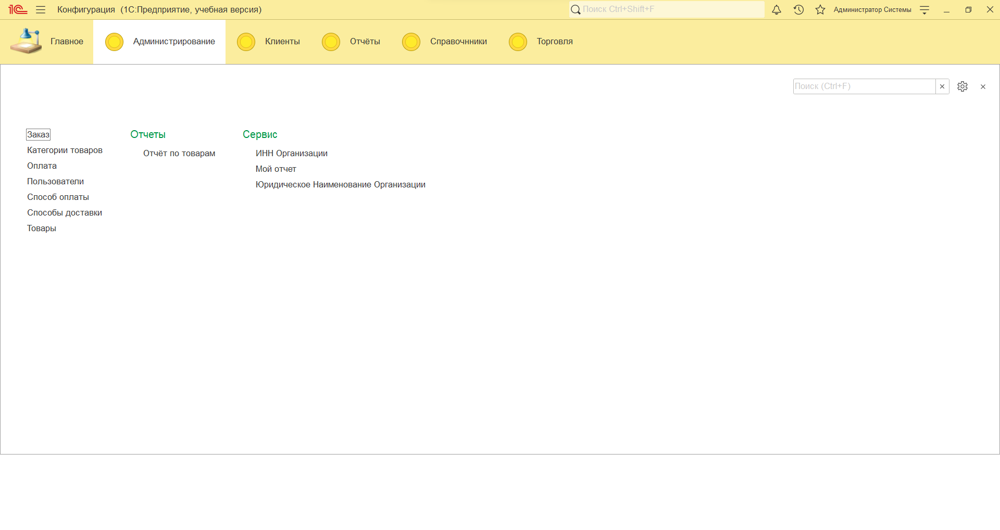 1С Конфигурация (1С:Предприятие, учебная версия) Поиск Ctrl+Shift+F Администратор Системы
Главное Администрирование Клиенты Отчёты Справочнники Торговля
Поиск (Ctrl+F)
Заказ
Категории товаров
Оплата
Пользователи
Способ оплаты
Способы доставки
Товары
Отчеты
Отчёт по товарам
Сервис
ИНН Организации
Мой отчет
Юридическое Наименование Организации